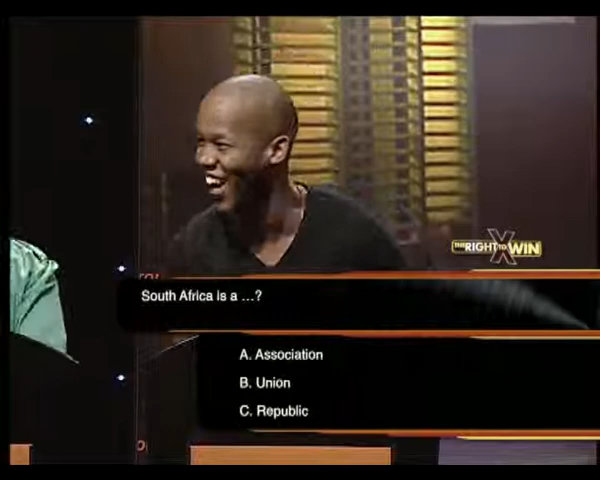 THE RIGHT TO WIN
South Africa is a ...?
A. Association
B. Union
C. Republic